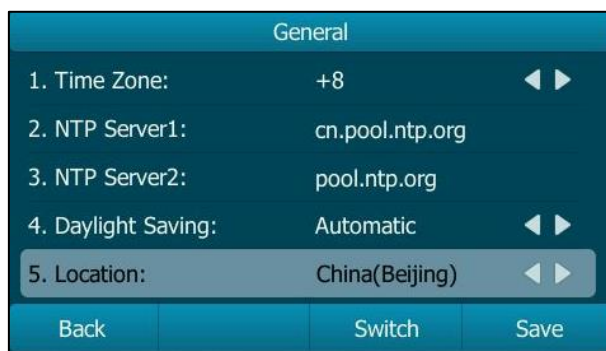 General
1. Time Zone: +8
2. NTP Server1: cn.pool.ntp.org
3. NTP Server2: pool.ntp.org
4. Daylight Saving: Automatic
5. Location: China(Beijing)
Back Switch Save